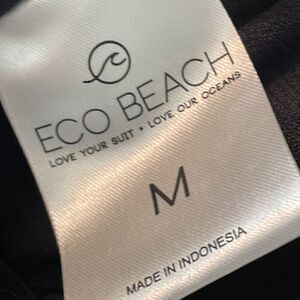 ECO BEACH
LOVE YOUR SUIT • LOVE OUR OCEANS
M
MADE IN INDONESIA